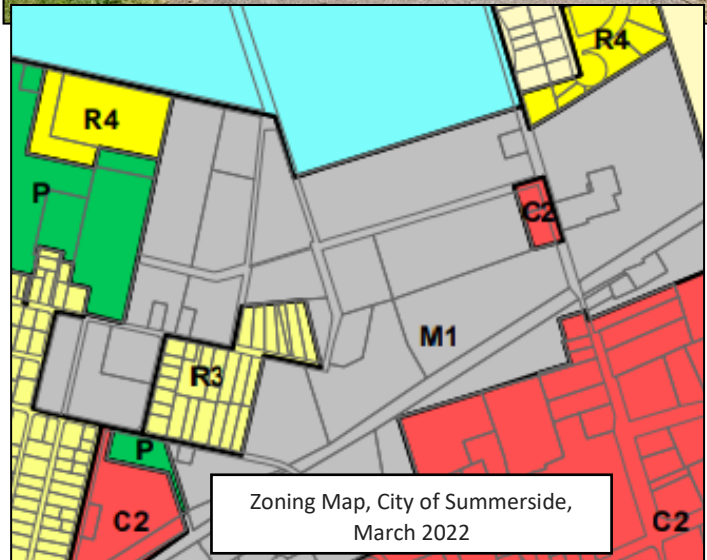 R4
R4
P
C2
M1
R3
P
C2
C2
Zoning Map, City of Summerside,
March 2022